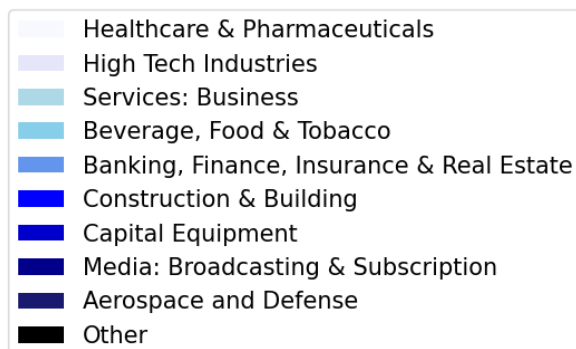 Healthcare & Pharmaceuticals
High Tech Industries
Services: Business
Beverage, Food & Tobacco
Banking, Finance, Insurance & Real Estate
Construction & Building
Capital Equipment
Media: Broadcasting & Subscription
Aerospace and Defense
Other